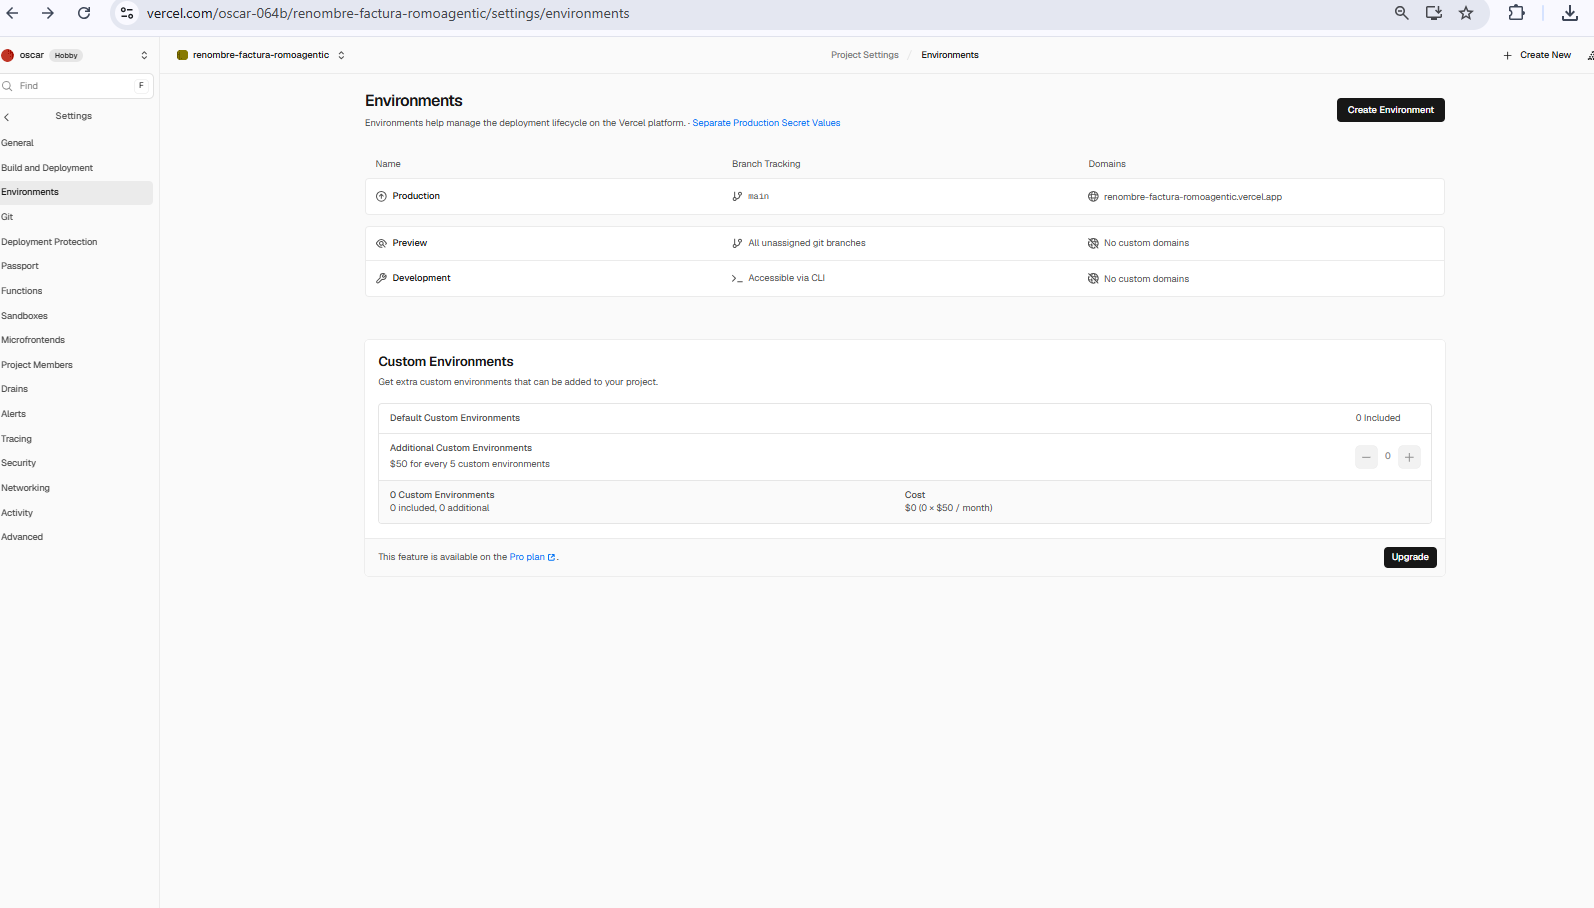 vercel.com/oscar-064b/renombre-factura-romoagentic/settings/environments
oscar Hobby
renombre-factura-romoagentic
Project Settings / Environments
+ Create New
Find F
Settings
General
Build and Deployment
Environments
Git
Deployment Protection
Passport
Functions
Sandboxes
Microfrontends
Project Members
Drains
Alerts
Tracing
Security
Networking
Activity
Advanced
Environments
Environments help manage the deployment lifecycle on the Vercel platform. · Separate Production Secret Values
Create Environment
Name Branch Tracking Domains
Production main renombre-factura-romoagentic.vercel.app
Preview All unassigned git branches No custom domains
Development Accessible via CLI No custom domains
Custom Environments
Get extra custom environments that can be added to your project.
Default Custom Environments 0 Included
Additional Custom Environments
$50 for every 5 custom environments
− 0 +
0 Custom Environments Cost
0 included, 0 additional $0 (0 × $50 / month)
This feature is available on the Pro plan.
Upgrade